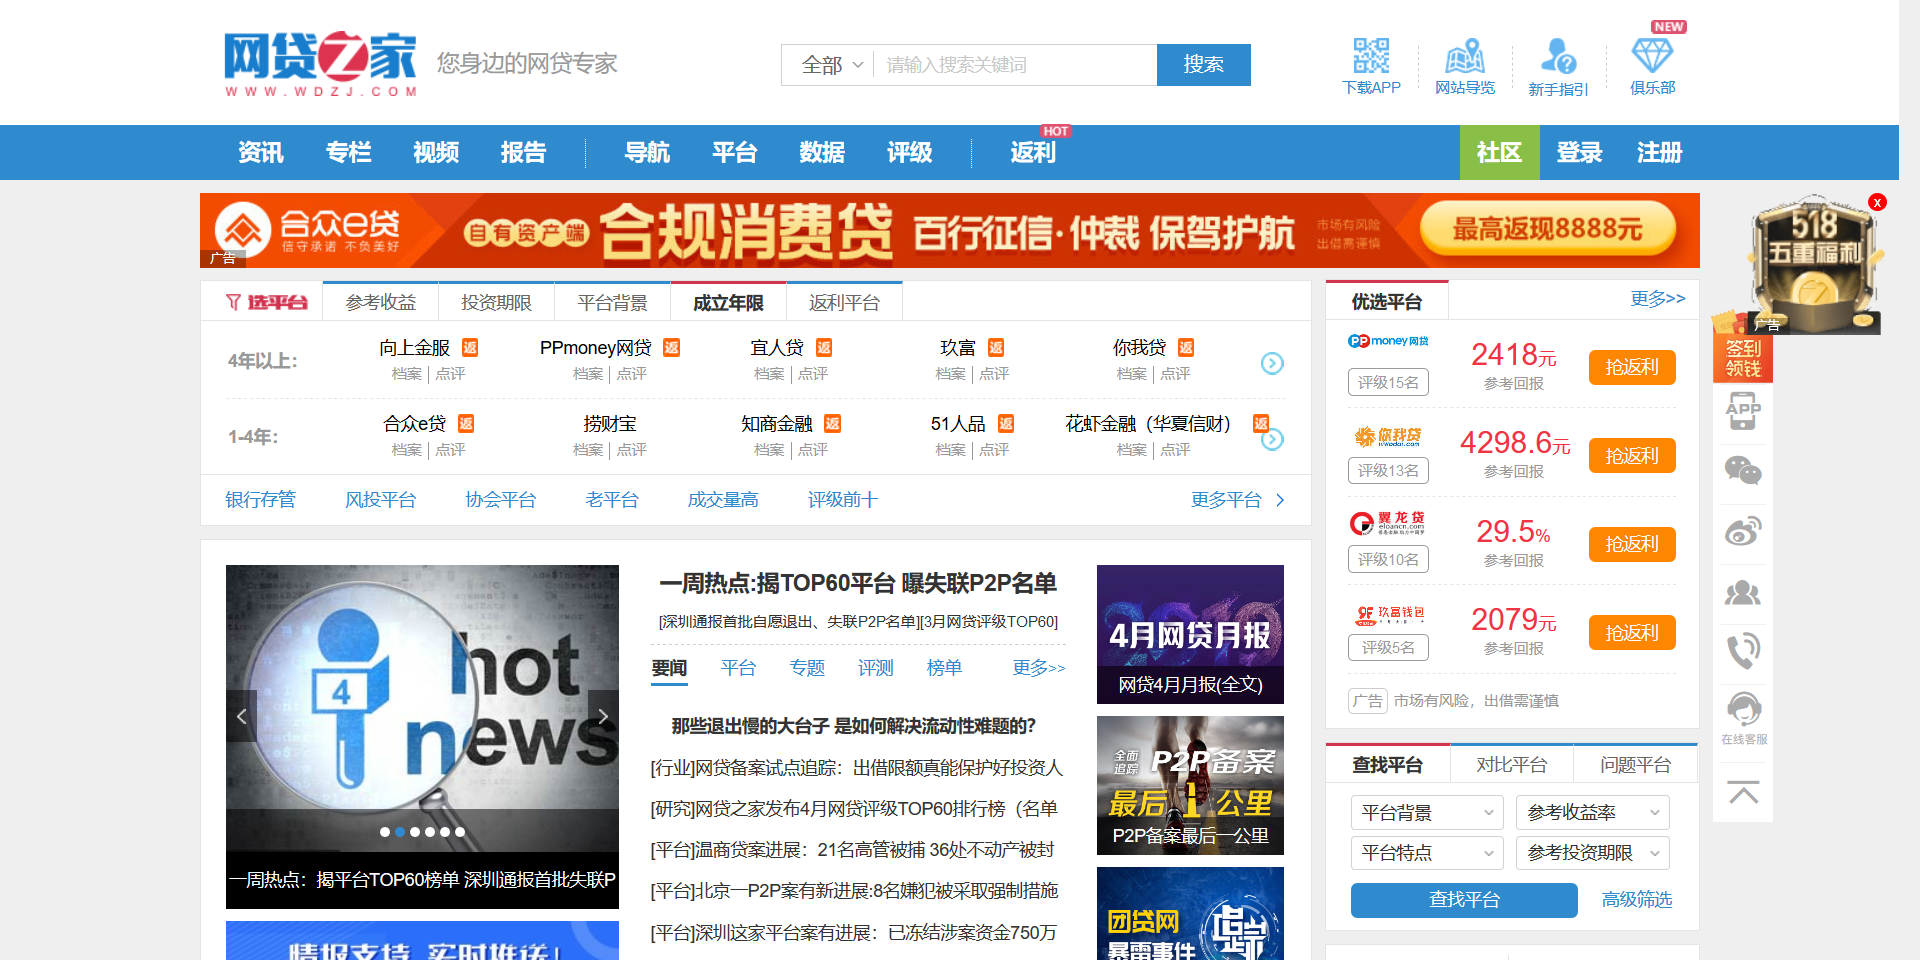 网贷之家
WWW.WDZJ.COM
您身边的网贷专家
全部 请输入搜索关键词 搜索
下载APP 网站导览 新手指引 俱乐部 NEW
资讯 专栏 视频 报告 导航 平台 数据 评级 返利 HOT 社区 登录 注册
合众e贷
信守承诺 不负美好
广告
自有资产端 合规消费贷 百行征信·仲裁 保驾护航
市场有风险
出借需谨慎
最高返现8888元
x
518
五重福利
广告
选平台 参考收益 投资期限 平台背景 成立年限 返利平台
4年以上：
向上金服 返 PPmoney网贷 返 宜人贷 返 玖富 返 你我贷 返
档案 | 点评 档案 | 点评 档案 | 点评 档案 | 点评 档案 | 点评
1-4年：
合众e贷 返 捞财宝 知商金融 返 51人品 返 花虾金融（华夏信财） 返
档案 | 点评 档案 | 点评 档案 | 点评 档案 | 点评 档案 | 点评
银行存管 风投平台 协会平台 老平台 成交量高 评级前十 更多平台 >
优选平台 更多>>
PPmoney网贷
评级15名
2418元
参考回报
抢返利
你我贷
评级13名
4298.6元
参考回报
抢返利
翼龙贷
eloancn.com
评级10名
29.5%
参考回报
抢返利
玖富钱包
评级5名
2079元
参考回报
抢返利
广告 市场有风险，出借需谨慎
签到
领钱
APP
在线客服
4
hot
news
一周热点：揭平台TOP60榜单 深圳通报首批失联P
情报支持 实时推送！
一周热点:揭TOP60平台 曝失联P2P名单
[深圳通报首批自愿退出、失联P2P名单][3月网贷评级TOP60]
要闻 平台 专题 评测 榜单 更多>>
那些退出慢的大台子 是如何解决流动性难题的？
[行业]网贷备案试点追踪：出借限额真能保护好投资人
[研究]网贷之家发布4月网贷评级TOP60排行榜（名单
[平台]温商贷案进展：21名高管被捕 36处不动产被封
[平台]北京一P2P案有新进展:8名嫌犯被采取强制措施
[平台]深圳这家平台案有进展：已冻结涉案资金750万
2019
4月网贷月报
网贷4月月报(全文)
全面
追踪
P2P备案
最后1公里
P2P备案最后一公里
团贷网
暴雷事件
追踪
查找平台 对比平台 问题平台
平台背景 参考收益率
平台特点 参考投资期限
查找平台 高级筛选